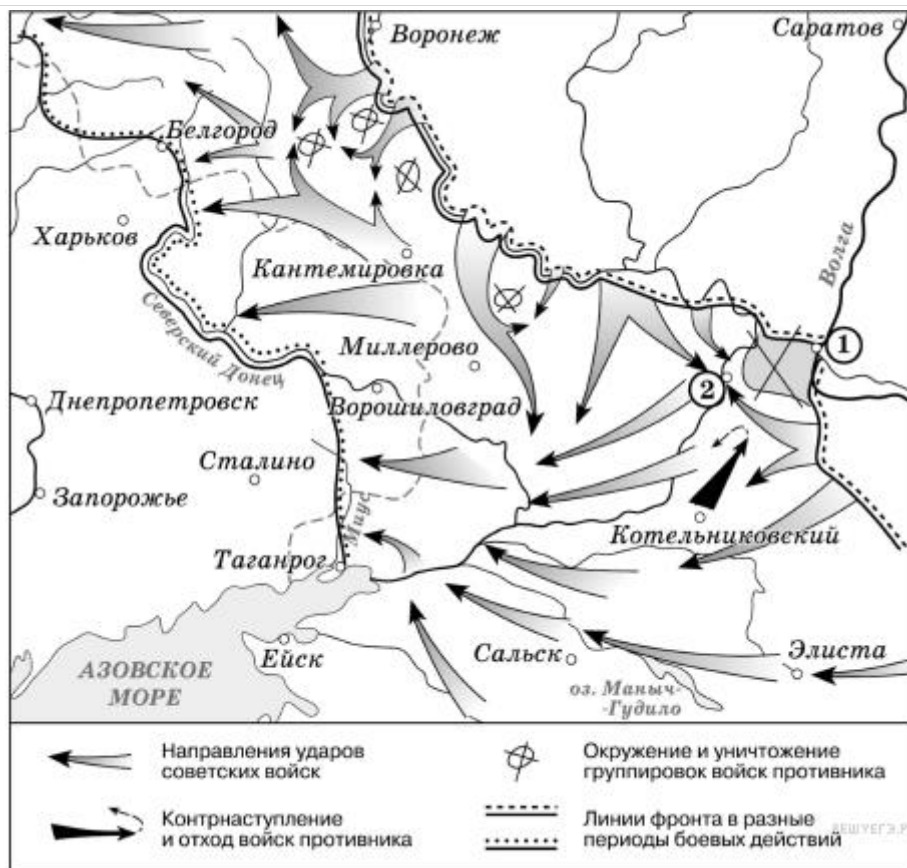 Воронеж
Саратов
Белгород
Харьков
Кантемировка
Волга
Северский Донец
Миллерово
1
2
Днепропетровск
Ворошиловград
Сталино
Запорожье
Миус
Котельниковский
Таганрог
АЗОВСКОЕ
МОРЕ
Ейск
Сальск
Элиста
оз. Маныч-
-Гудило
Направления ударов
советских войск
Окружение и уничтожение
группировок войск противника
Контрнаступление
и отход войск противника
Линии фронта в разные
периоды боевых действий